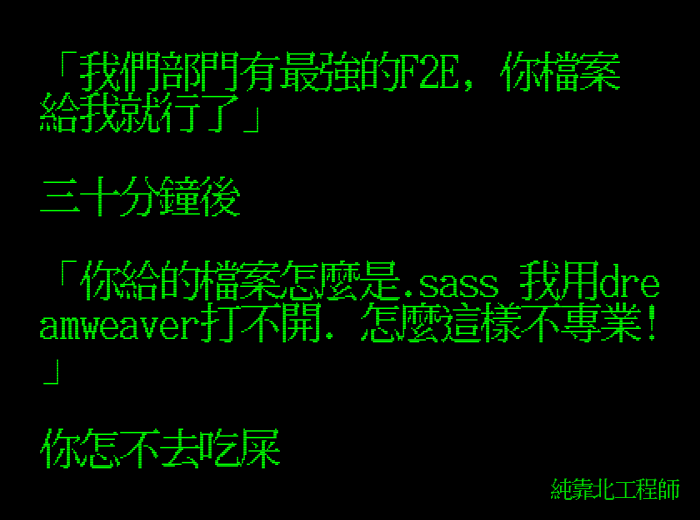 「我們部門有最強的F2E, 你檔案
給我就行了」
三十分鐘後
「你給的檔案怎麼是.sass 我用dre
amweaver打不開. 怎麼這樣不專業!
」
你怎不去吃屎
純靠北工程師